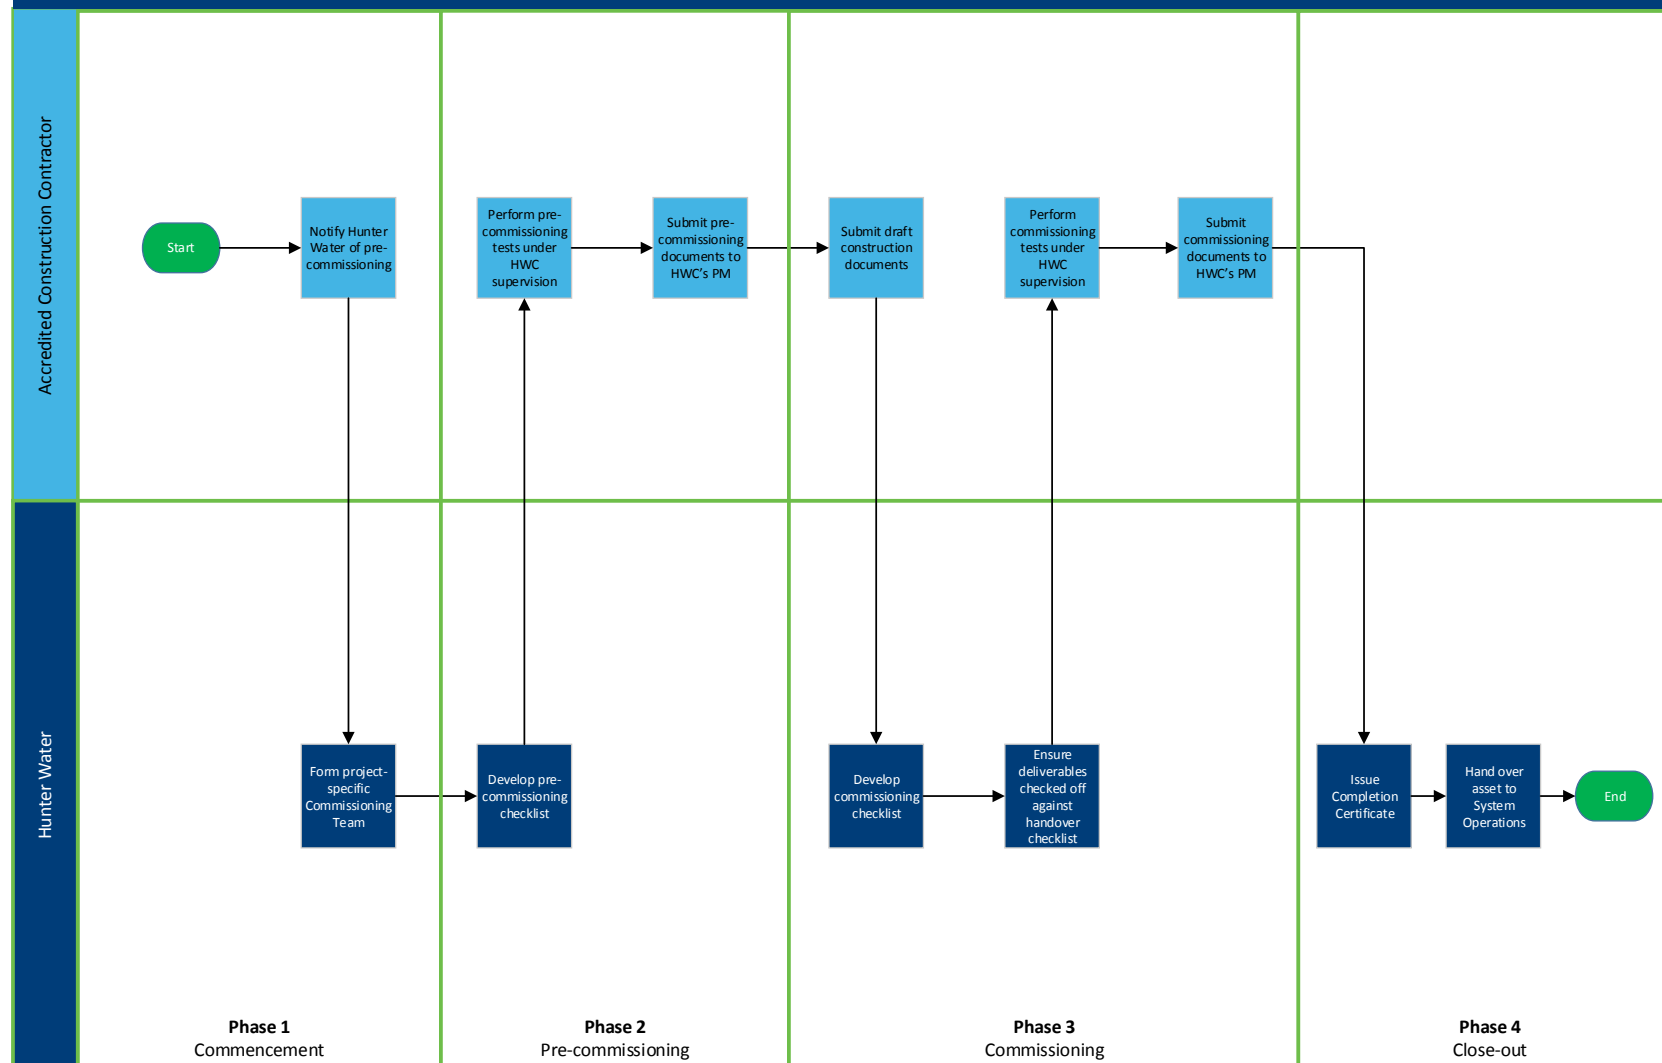 Accredited Construction Contractor
Start
Notify Hunter
Water of pre-
commissioning
Perform pre-
commissioning
tests under
HWC
supervision
Submit pre-
commissioning
documents to
HWC's PM
Submit draft
construction
documents
Perform
commissioning
tests under
HWC
supervision
Submit
commissioning
documents to
HWC's PM
Hunter Water
Form project-
specific
Commissioning
Team
Develop pre-
commissioning
checklist
Develop
commissioning
checklist
Ensure
deliverables
checked off
against
handover
checklist
Issue
Completion
Certificate
Hand over
asset to
System
Operations
End
Phase 1
Commencement
Phase 2
Pre-commissioning
Phase 3
Commissioning
Phase 4
Close-out